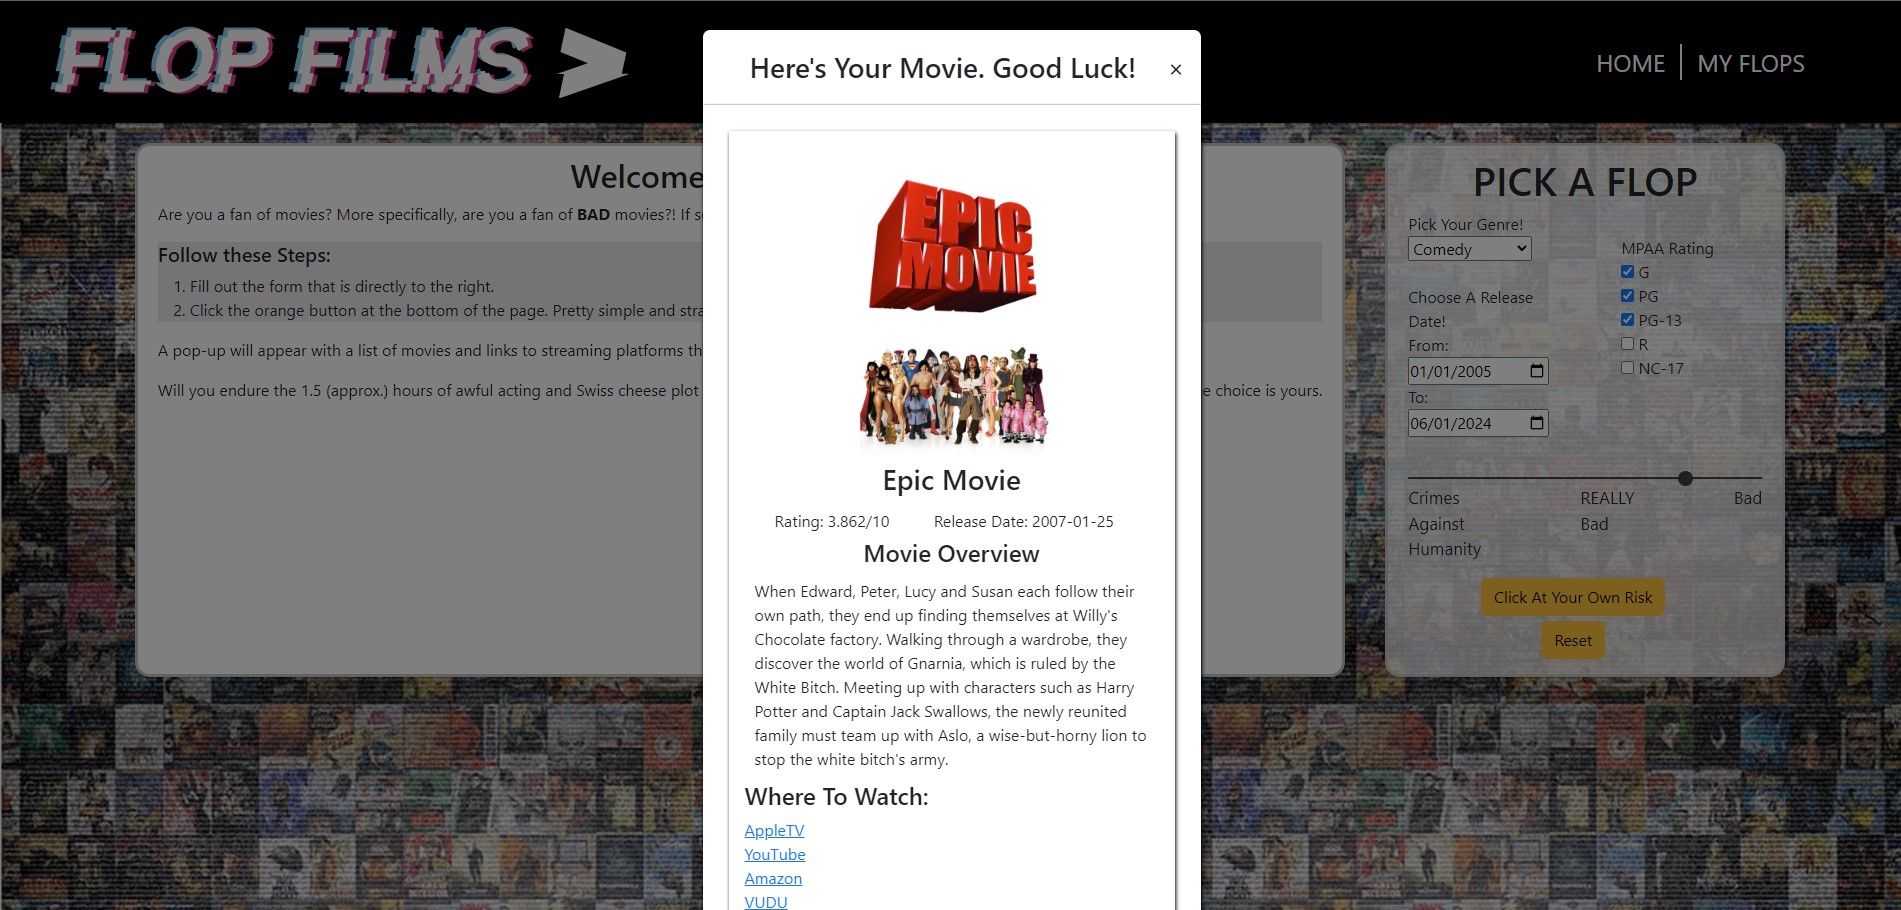 FLOP FILMS
HOME
MY FLOPS
Here's Your Movie. Good Luck!
×
Welcome
Are you a fan of movies? More specifically, are you a fan of BAD movies?! If
Follow these Steps:
1. Fill out the form that is directly to the right.
2. Click the orange button at the bottom of the page. Pretty simple and
A pop-up will appear with a list of movies and links to streaming platforms
Will you endure the 1.5 (approx.) hours of awful acting and Swiss cheese plot
choice is yours.
EPIC
MOVIE
Epic Movie
Rating: 3.862/10
Release Date: 2007-01-25
Movie Overview
When Edward, Peter, Lucy and Susan each follow their
own path, they end up finding themselves at Willy's
Chocolate factory. Walking through a wardrobe, they
discover the world of Gnarnia, which is ruled by the
White Bitch. Meeting up with characters such as Harry
Potter and Captain Jack Swallows, the newly reunited
family must team up with Aslo, a wise-but-horny lion to
stop the white bitch's army.
Where To Watch:
AppleTV
YouTube
Amazon
VUDU
PICK A FLOP
Pick Your Genre!
Comedy
Choose A Release
Date!
From:
01/01/2005
To:
06/01/2024
MPAA Rating
G
PG
PG-13
R
NC-17
Crimes
Against
Humanity
REALLY
Bad
Bad
Click At Your Own Risk
Reset